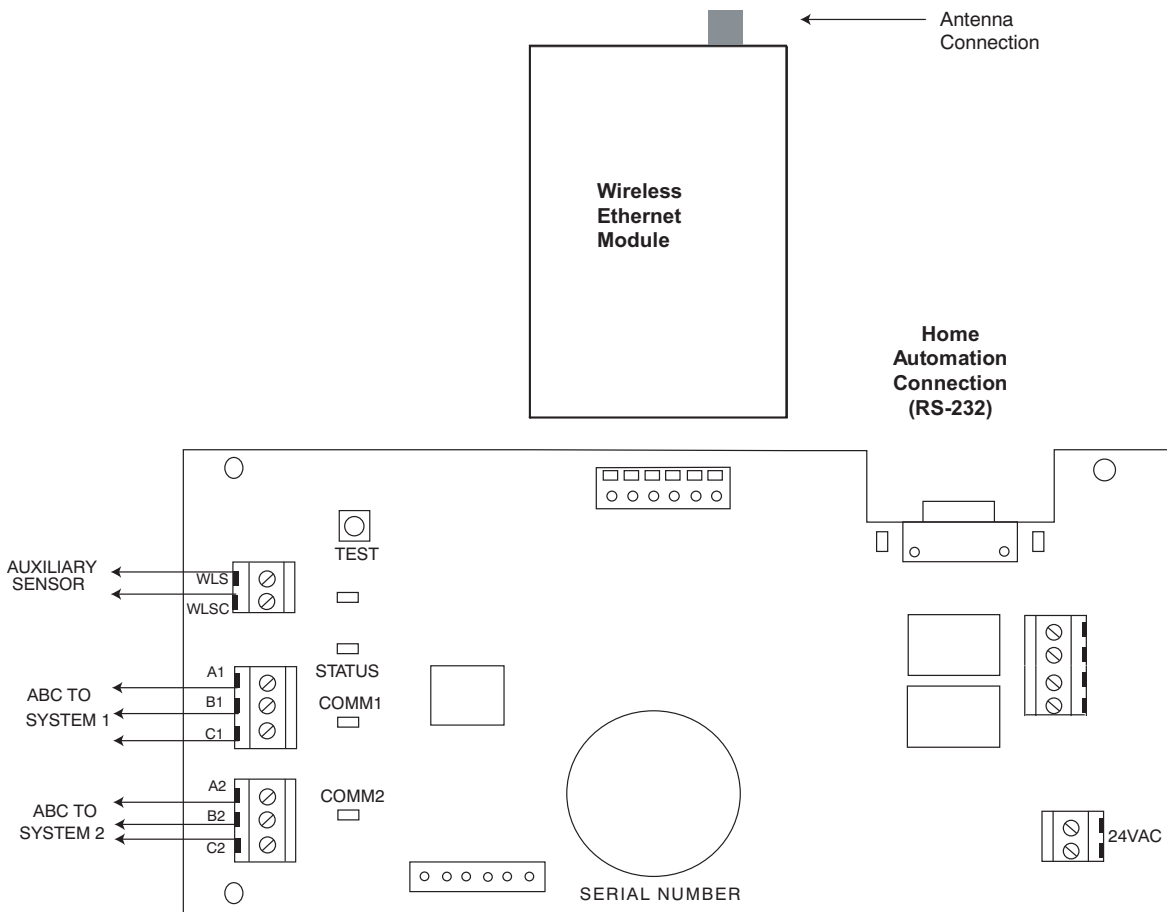 Antenna
Connection
Wireless
Ethernet
Module
Home
Automation
Connection
(RS-232)
TEST
AUXILIARY
SENSOR
WLS
WLSC
STATUS
A1
ABC TO
SYSTEM 1
B1
COMM1
C1
A2
COMM2
ABC TO
SYSTEM 2
B2
C2
24VAC
SERIAL NUMBER